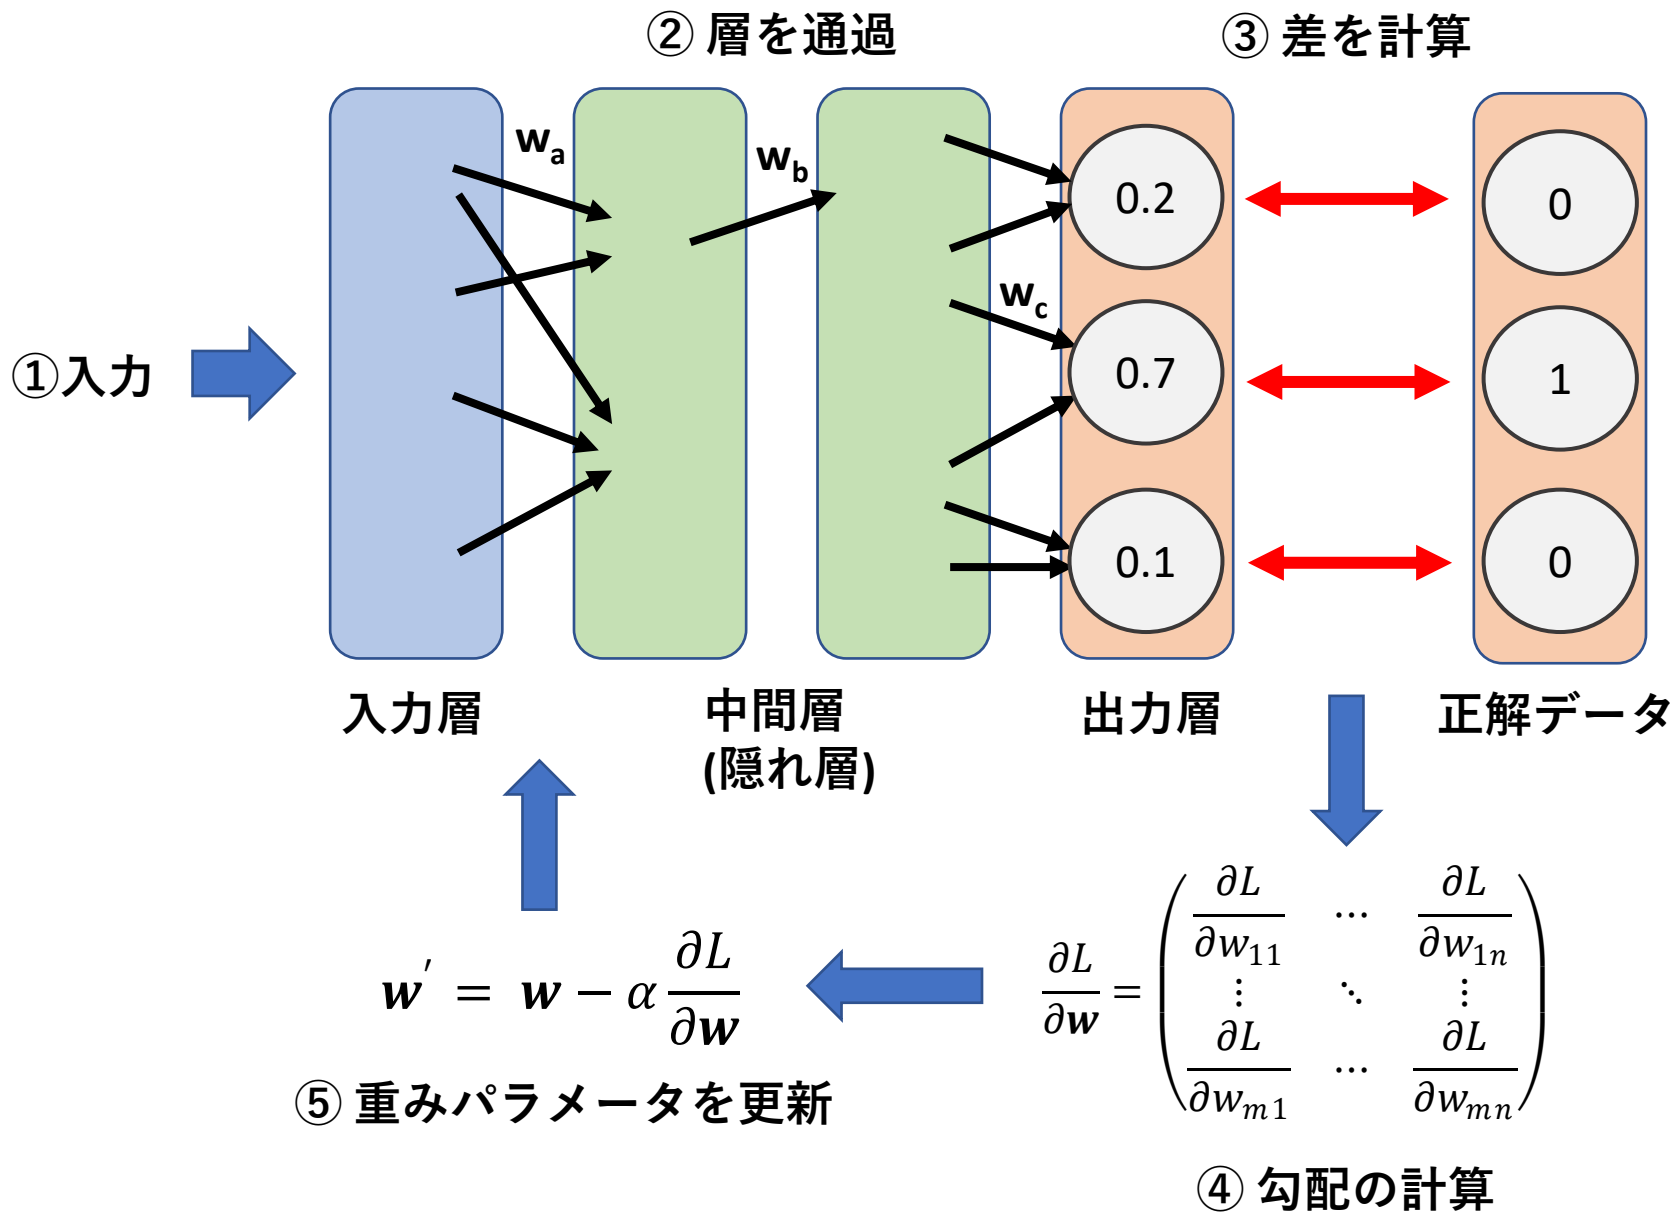 ② 層を通過
③ 差を計算
w_a
w_b
w_c
0.2
0
①入力
0.7
1
0.1
0
入力層
中間層
(隠れ層)
出力層
正解データ
w′ = w − α ∂L/∂w
∂L/∂w = ( ∂L/∂w₁₁ ⋯ ∂L/∂w₁ₙ
⋮ ⋱ ⋮
∂L/∂wₘ₁ ⋯ ∂L/∂wₘₙ )
⑤ 重みパラメータを更新
④ 勾配の計算